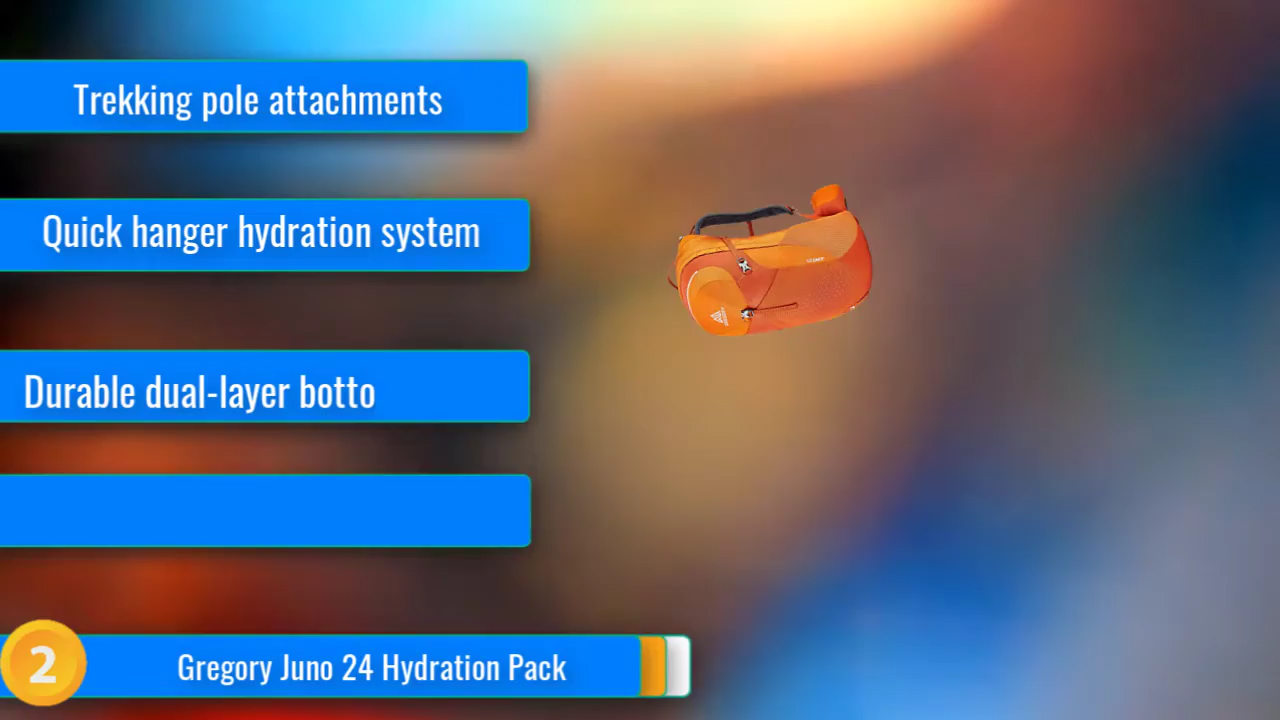 Trekking pole attachments
Quick hanger hydration system
Durable dual-layer botto
2
Gregory Juno 24 Hydration Pack